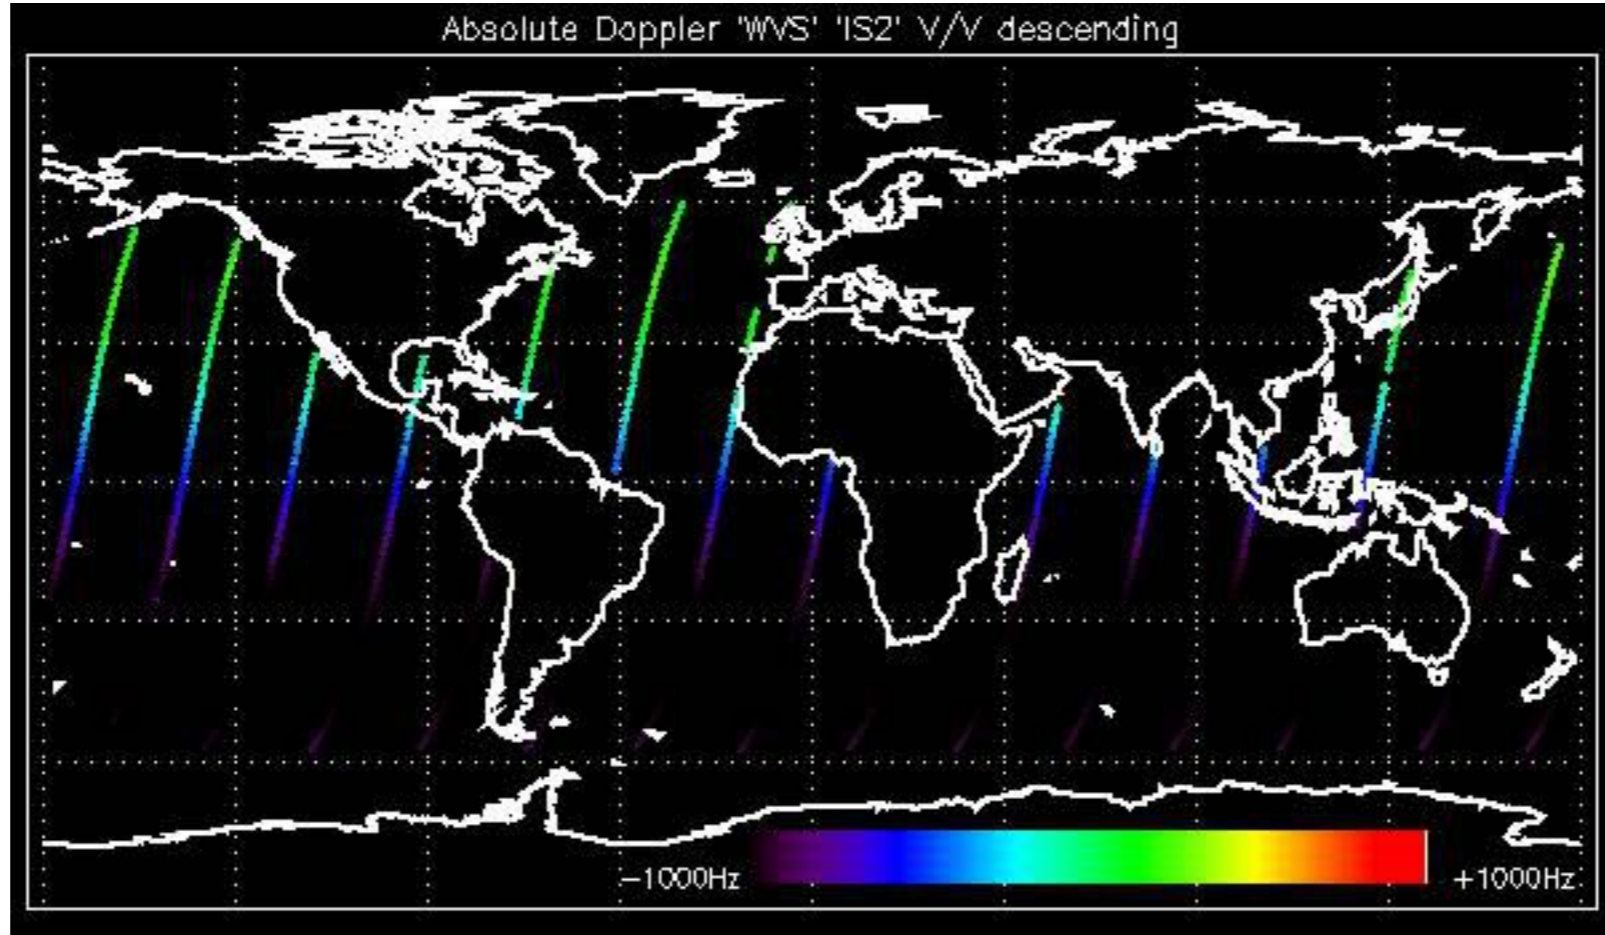 Absolute Doppler 'WVS' 'IS2' V/V descending
-1000Hz +1000Hz